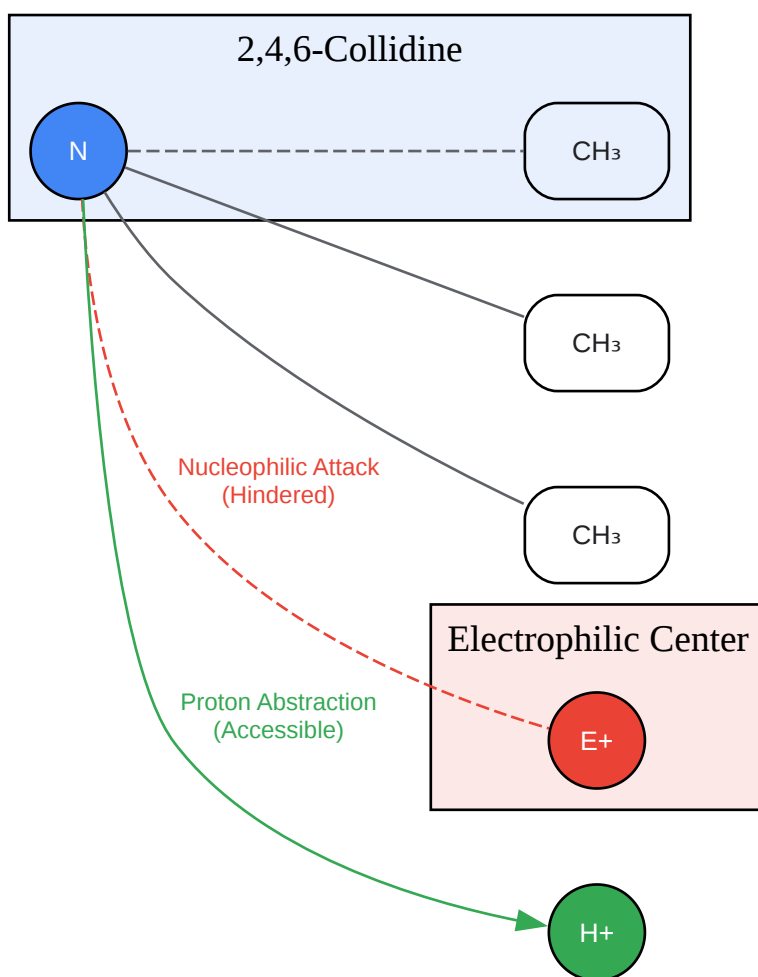 2,4,6-Collidine
N
CH₃
CH₃
CH₃
Nucleophilic Attack
(Hindered)
Electrophilic Center
Proton Abstraction
(Accessible)
E+
H+